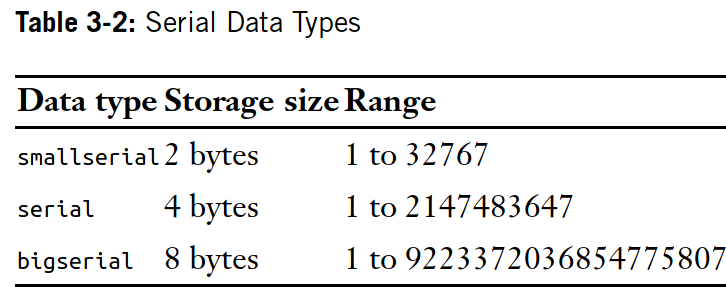 Table 3-2: Serial Data Types
Data type Storage size Range
smallserial 2 bytes 1 to 32767
serial 4 bytes 1 to 2147483647
bigserial 8 bytes 1 to 9223372036854775807